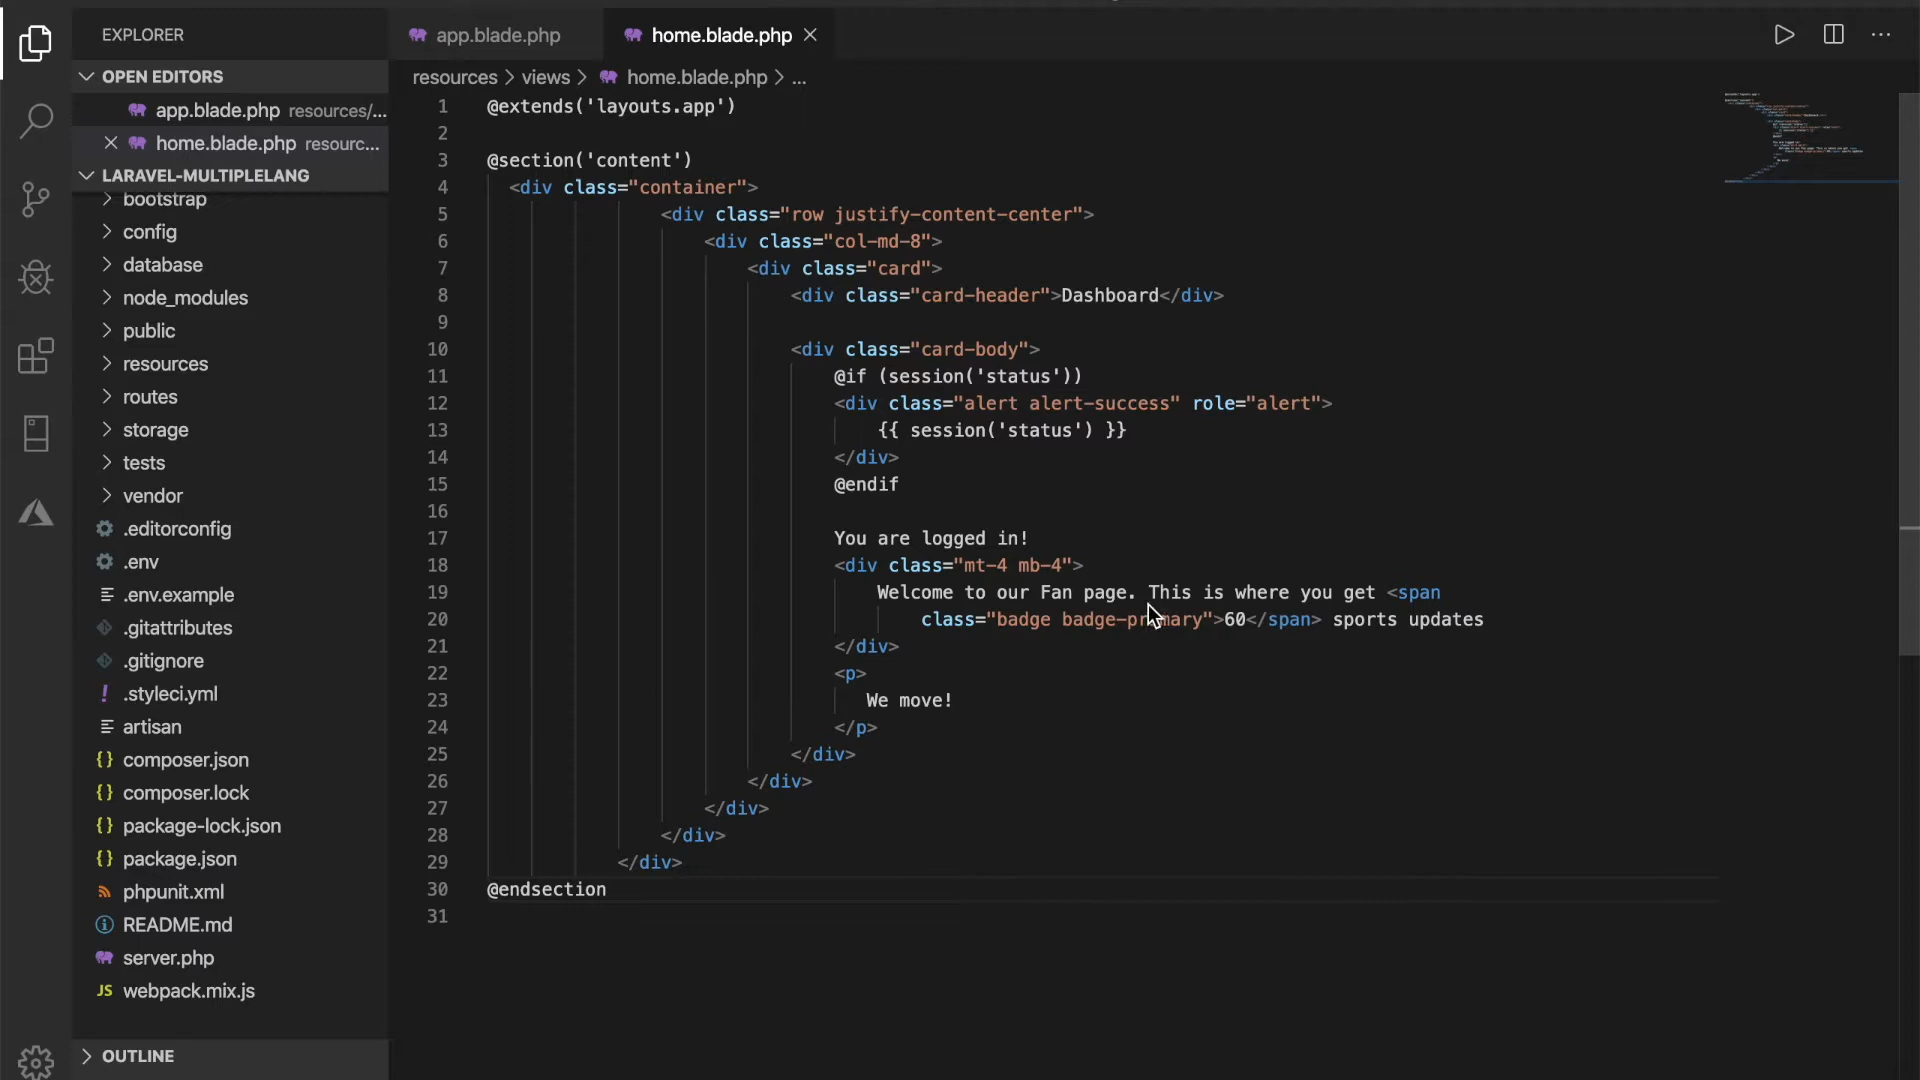 EXPLORER
OPEN EDITORS
app.blade.php resources/...
home.blade.php resourc...
LARAVEL-MULTIPLELANG
bootstrap
config
database
node_modules
public
resources
routes
storage
tests
vendor
.editorconfig
.env
.env.example
.gitattributes
.gitignore
.styleci.yml
artisan
composer.json
composer.lock
package-lock.json
package.json
phpunit.xml
README.md
server.php
JS webpack.mix.js
OUTLINE
app.blade.php home.blade.php
resources > views > home.blade.php > ...
1 @extends('layouts.app')
2
3 @section('content')
4 <div class="container">
5 <div class="row justify-content-center">
6 <div class="col-md-8">
7 <div class="card">
8 <div class="card-header">Dashboard</div>
9
10 <div class="card-body">
11 @if (session('status'))
12 <div class="alert alert-success" role="alert">
13 {{ session('status') }}
14 </div>
15 @endif
16
17 You are logged in!
18 <div class="mt-4 mb-4">
19 Welcome to our Fan page. This is where you get <span
20 class="badge badge-primary">60</span> sports updates
21 </div>
22 <p>
23 We move!
24 </p>
25 </div>
26 </div>
27 </div>
28 </div>
29 </div>
30 @endsection
31